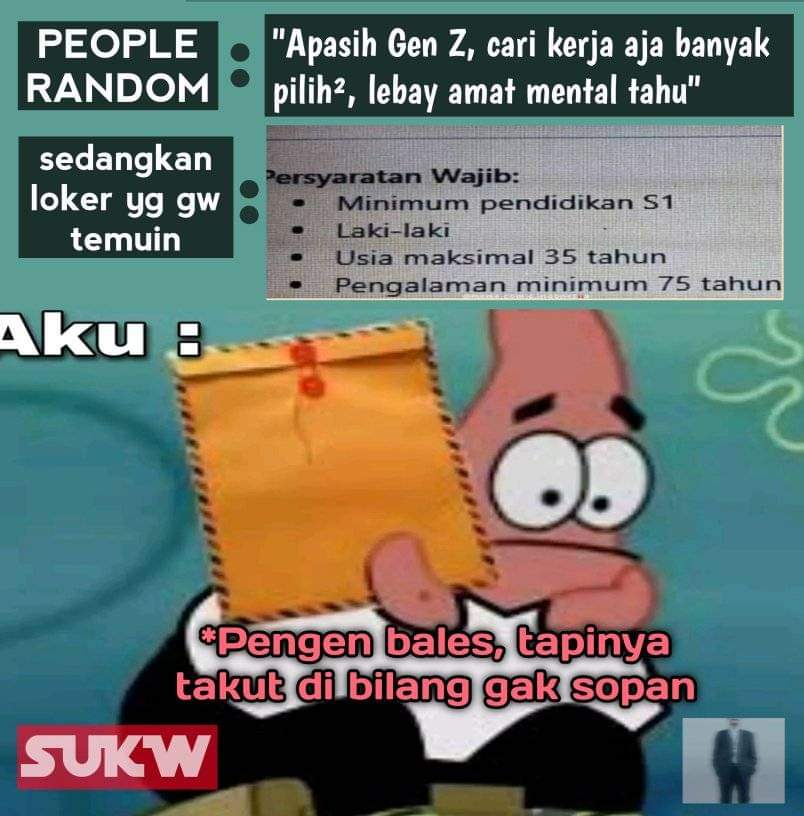 PEOPLE
RANDOM :
"Apasih Gen Z, cari kerja aja banyak
pilih², lebay amat mental tahu"
sedangkan
loker yg gw
temuin :
Persyaratan Wajib:
• Minimum pendidikan S1
• Laki-laki
• Usia maksimal 35 tahun
• Pengalaman minimum 75 tahun
Aku :
*Pengen bales, tapinya
takut di bilang gak sopan
SUKW